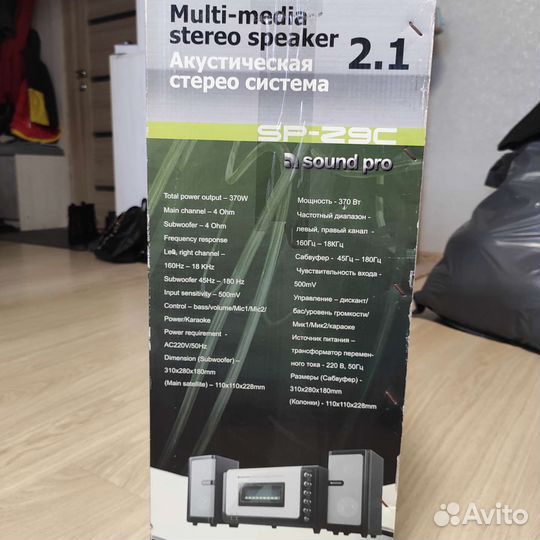 Multi-media
stereo speaker
Акустическая
стерео система
2.1
SP-Z9C
sound pro
Total power output – 370W
Main channel – 4 Ohm
Subwoofer – 4 Ohm
Frequency response
Left, right channel –
160Hz – 18 KHz
Subwoofer 45Hz – 180 Hz
Input sensitivity – 500mV
Control – bass/volume/Mic1/Mic2/
Power/Karaoke
Power requirement -
AC220V/50Hz
Dimension (Subwoofer) –
310x280x180mm
(Main satellite) – 110x110x228mm
Мощность - 370 Вт
Частотный диапазон -
левый, правый канал -
160Гц – 18КГц
Сабвуфер - 45Гц – 180Гц
Чувствительность входа -
500mV
Управление – дискант/
бас/уровень громкости/
Мик1/Мик2/караоке
Источник питания –
трансформатор перемен-
ного тока - 220 В, 50Гц
Размеры (Сабвуфер) -
310x280x180mm
(Колонки) - 110x110x228mm
Avito